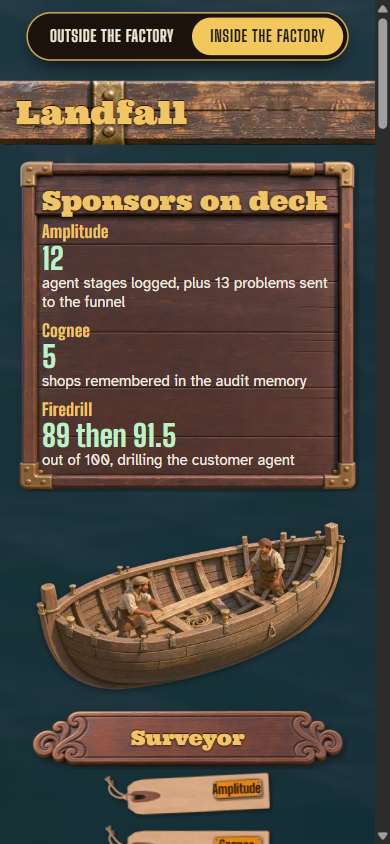 OUTSIDE THE FACTORY
INSIDE THE FACTORY
Landfall
Sponsors on deck
Amplitude
12
agent stages logged, plus 13 problems sent
to the funnel
Cognee
5
shops remembered in the audit memory
Firedrill
89 then 91.5
out of 100, drilling the customer agent
Surveyor
Amplitude
Cognee